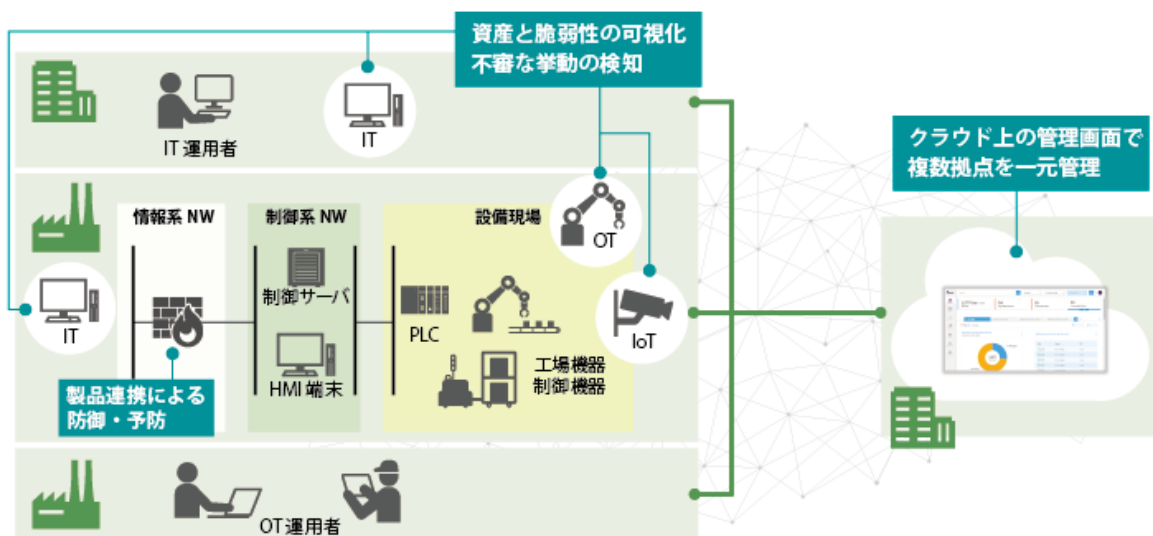 資産と脆弱性の可視化
不審な挙動の検知
IT 運用者
IT
クラウド上の管理画面で
複数拠点を一元管理
情報系 NW
制御系 NW
設備現場
OT
制御サーバ
IT
PLC
IoT
HMI 端末
工場機器
制御機器
製品連携による
防御・予防
OT 運用者